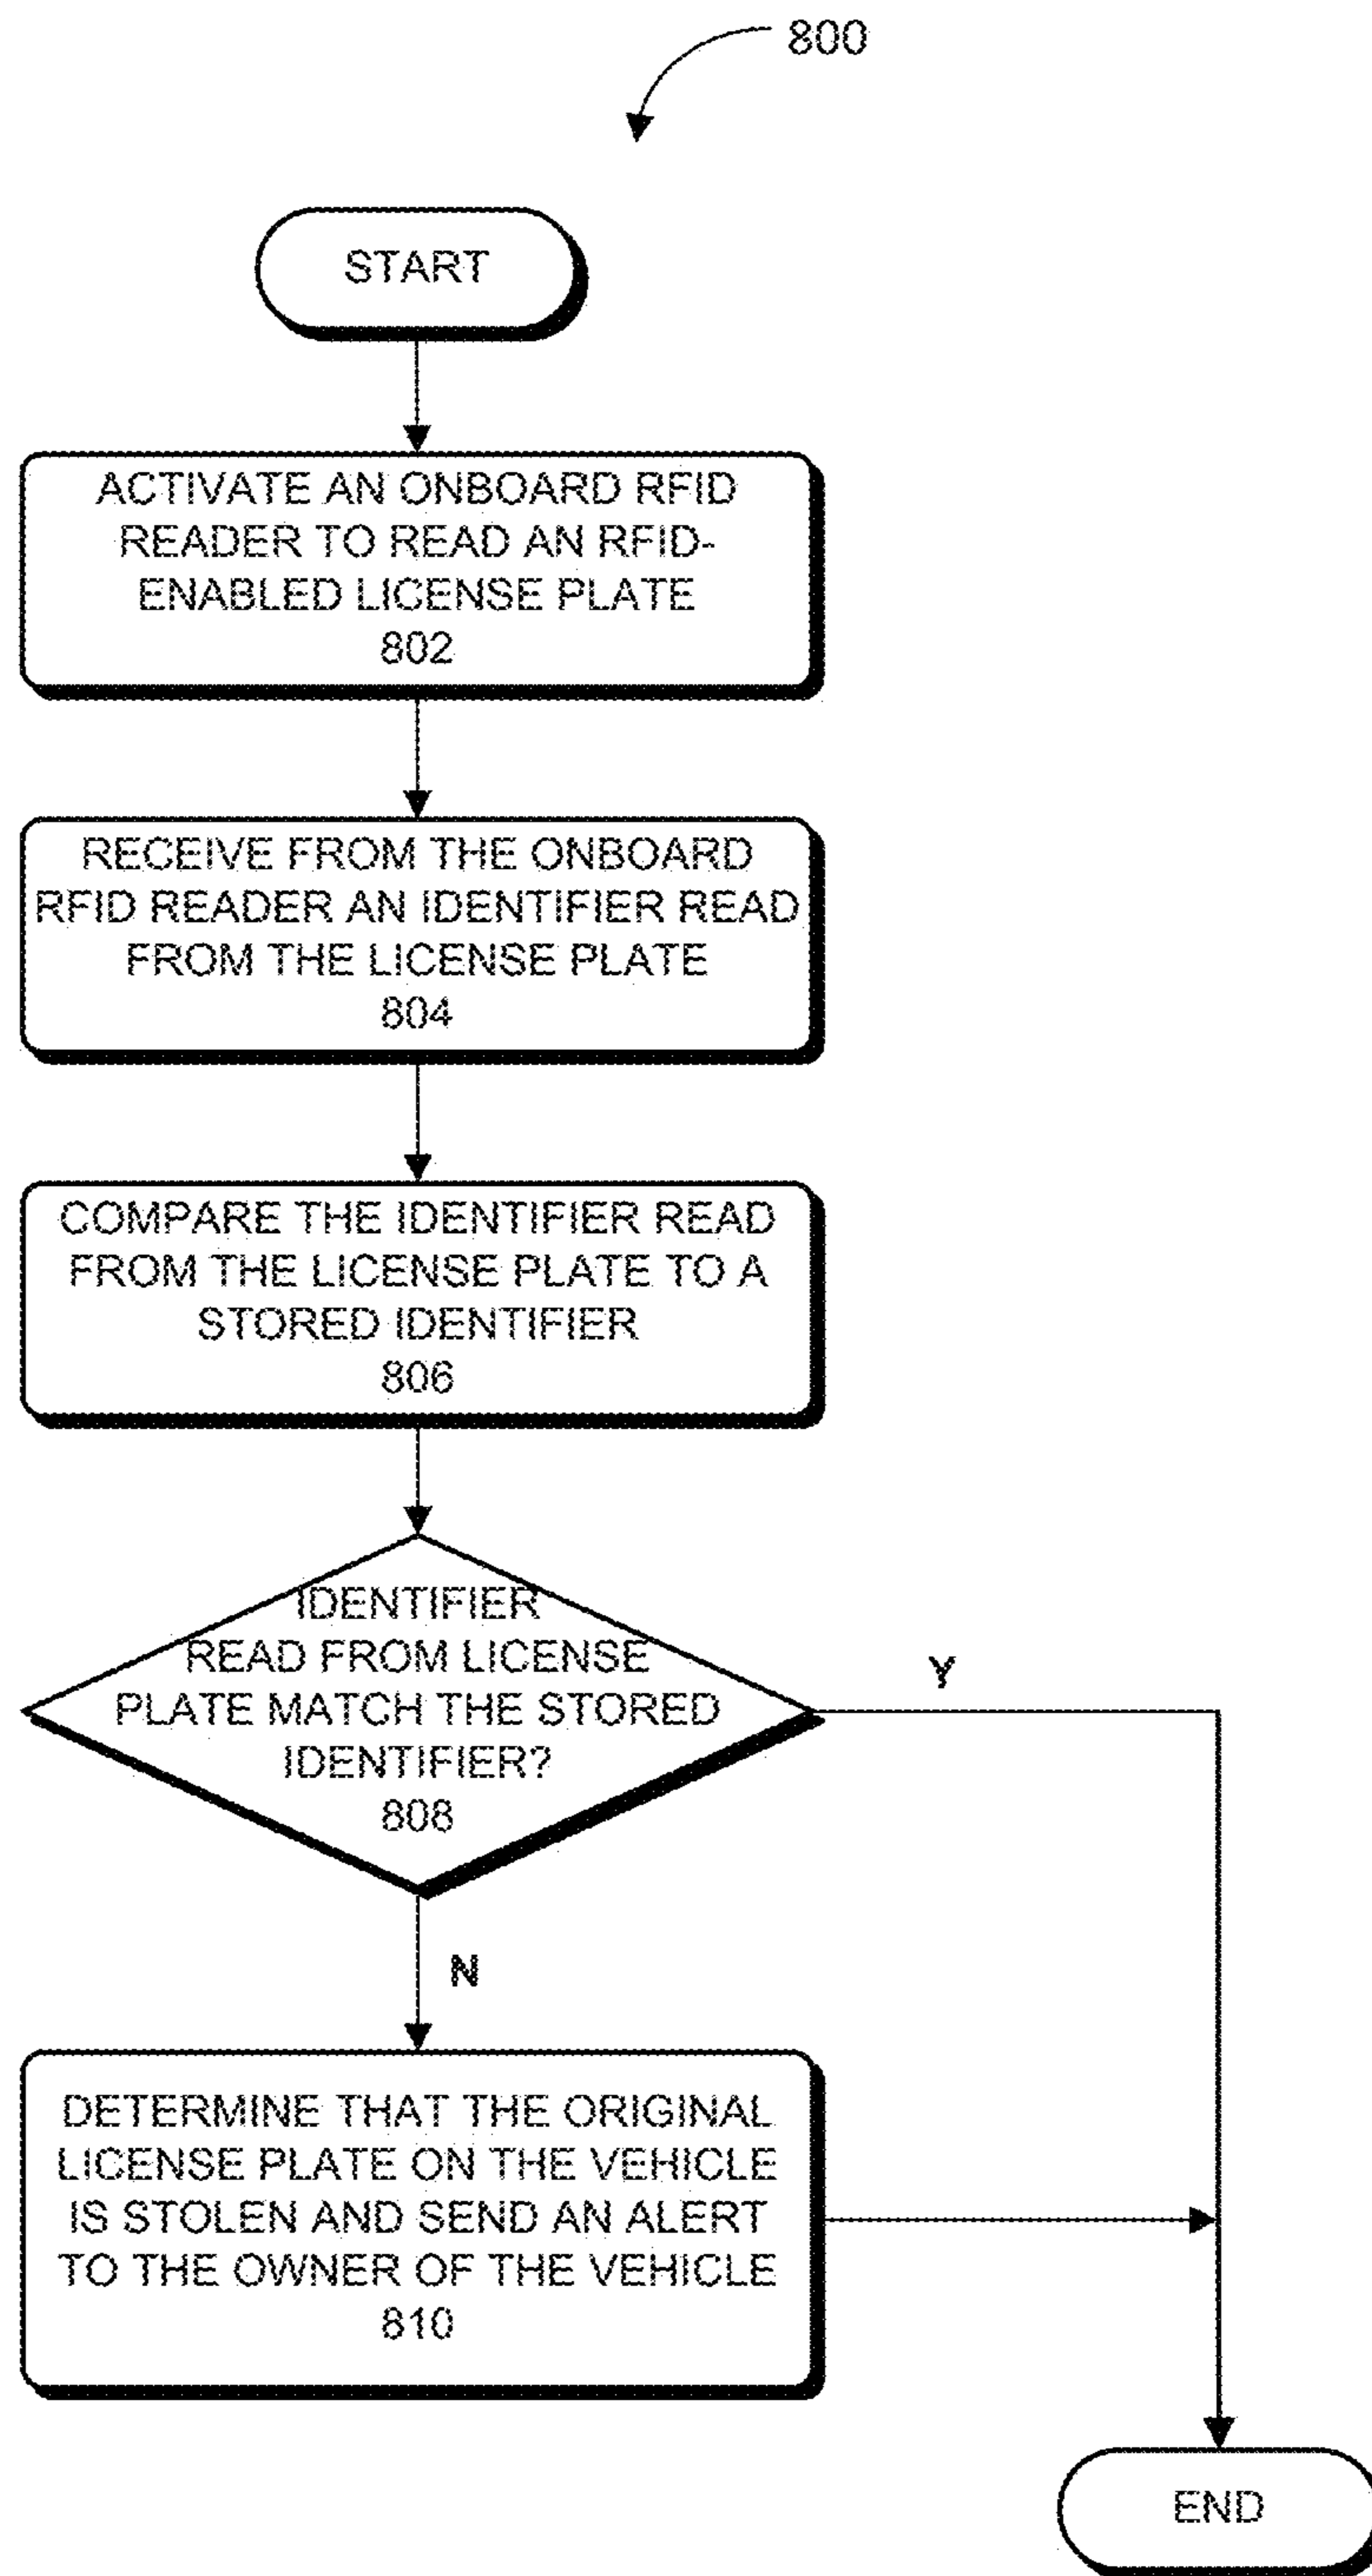 800
START
ACTIVATE AN ONBOARD RFID
READER TO READ AN RFID-
ENABLED LICENSE PLATE
802
RECEIVE FROM THE ONBOARD
RFID READER AN IDENTIFIER READ
FROM THE LICENSE PLATE
804
COMPARE THE IDENTIFIER READ
FROM THE LICENSE PLATE TO A
STORED IDENTIFIER
806
IDENTIFIER
READ FROM LICENSE
PLATE MATCH THE STORED
IDENTIFIER?
808
Y
N
DETERMINE THAT THE ORIGINAL
LICENSE PLATE ON THE VEHICLE
IS STOLEN AND SEND AN ALERT
TO THE OWNER OF THE VEHICLE
810
END